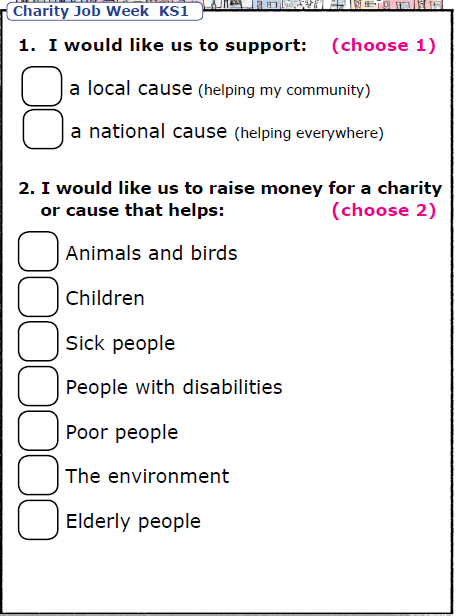 Charity Job Week KS1
1. I would like us to support: (choose 1)
a local cause (helping my community)
a national cause (helping everywhere)
2. I would like us to raise money for a charity
or cause that helps: (choose 2)
Animals and birds
Children
Sick people
People with disabilities
Poor people
The environment
Elderly people